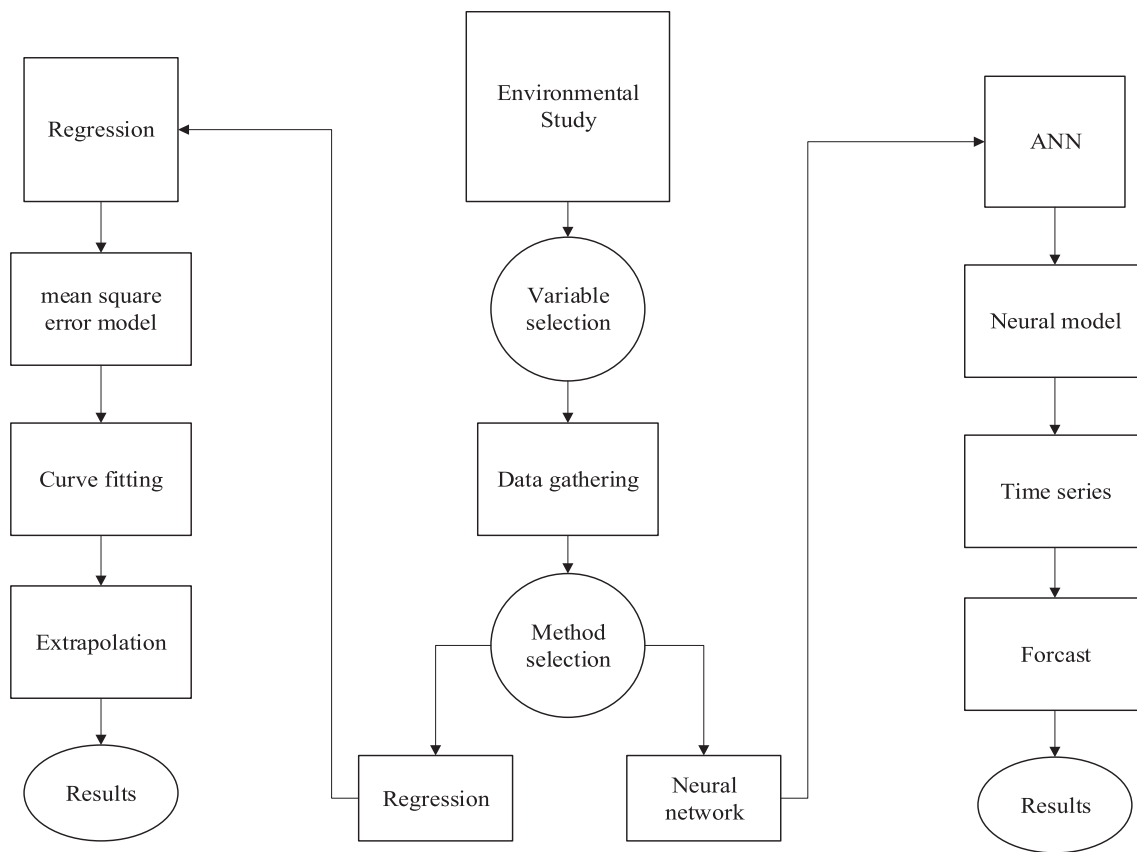 Environmental
Study
Variable
selection
Data gathering
Method
selection
Regression
Neural
network
Regression
mean square
error model
Curve fitting
Extrapolation
Results
ANN
Neural model
Time series
Forcast
Results